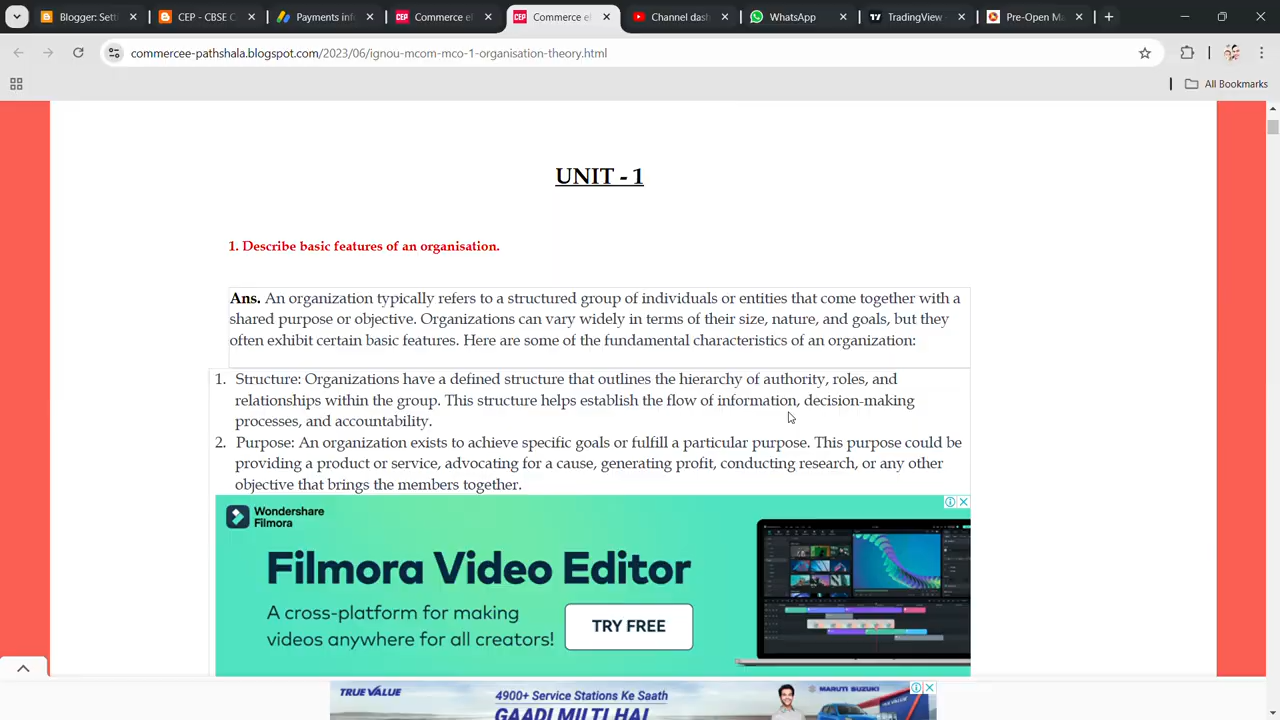 Blogger: Setti
CEP - CBSE C
Payments inf
Commerce el
Commerce el
Channel dash
WhatsApp
TradingView -
Pre-Open Ma
commercee-pathshala.blogspot.com/2023/06/ignou-mcom-mco-1-organisation-theory.html
All Bookmarks
UNIT - 1
1. Describe basic features of an organisation.
Ans. An organization typically refers to a structured group of individuals or entities that come together with a
shared purpose or objective. Organizations can vary widely in terms of their size, nature, and goals, but they
often exhibit certain basic features. Here are some of the fundamental characteristics of an organization:
1. Structure: Organizations have a defined structure that outlines the hierarchy of authority, roles, and
relationships within the group. This structure helps establish the flow of information, decision-making
processes, and accountability.
2. Purpose: An organization exists to achieve specific goals or fulfill a particular purpose. This purpose could be
providing a product or service, advocating for a cause, generating profit, conducting research, or any other
objective that brings the members together.
Wondershare
Filmora
Filmora Video Editor
A cross-platform for making
videos anywhere for all creators!
TRY FREE
TRUE VALUE
4900+ Service Stations Ke Saath
GAADI MILTI HAI
MARUTI SUZUKI